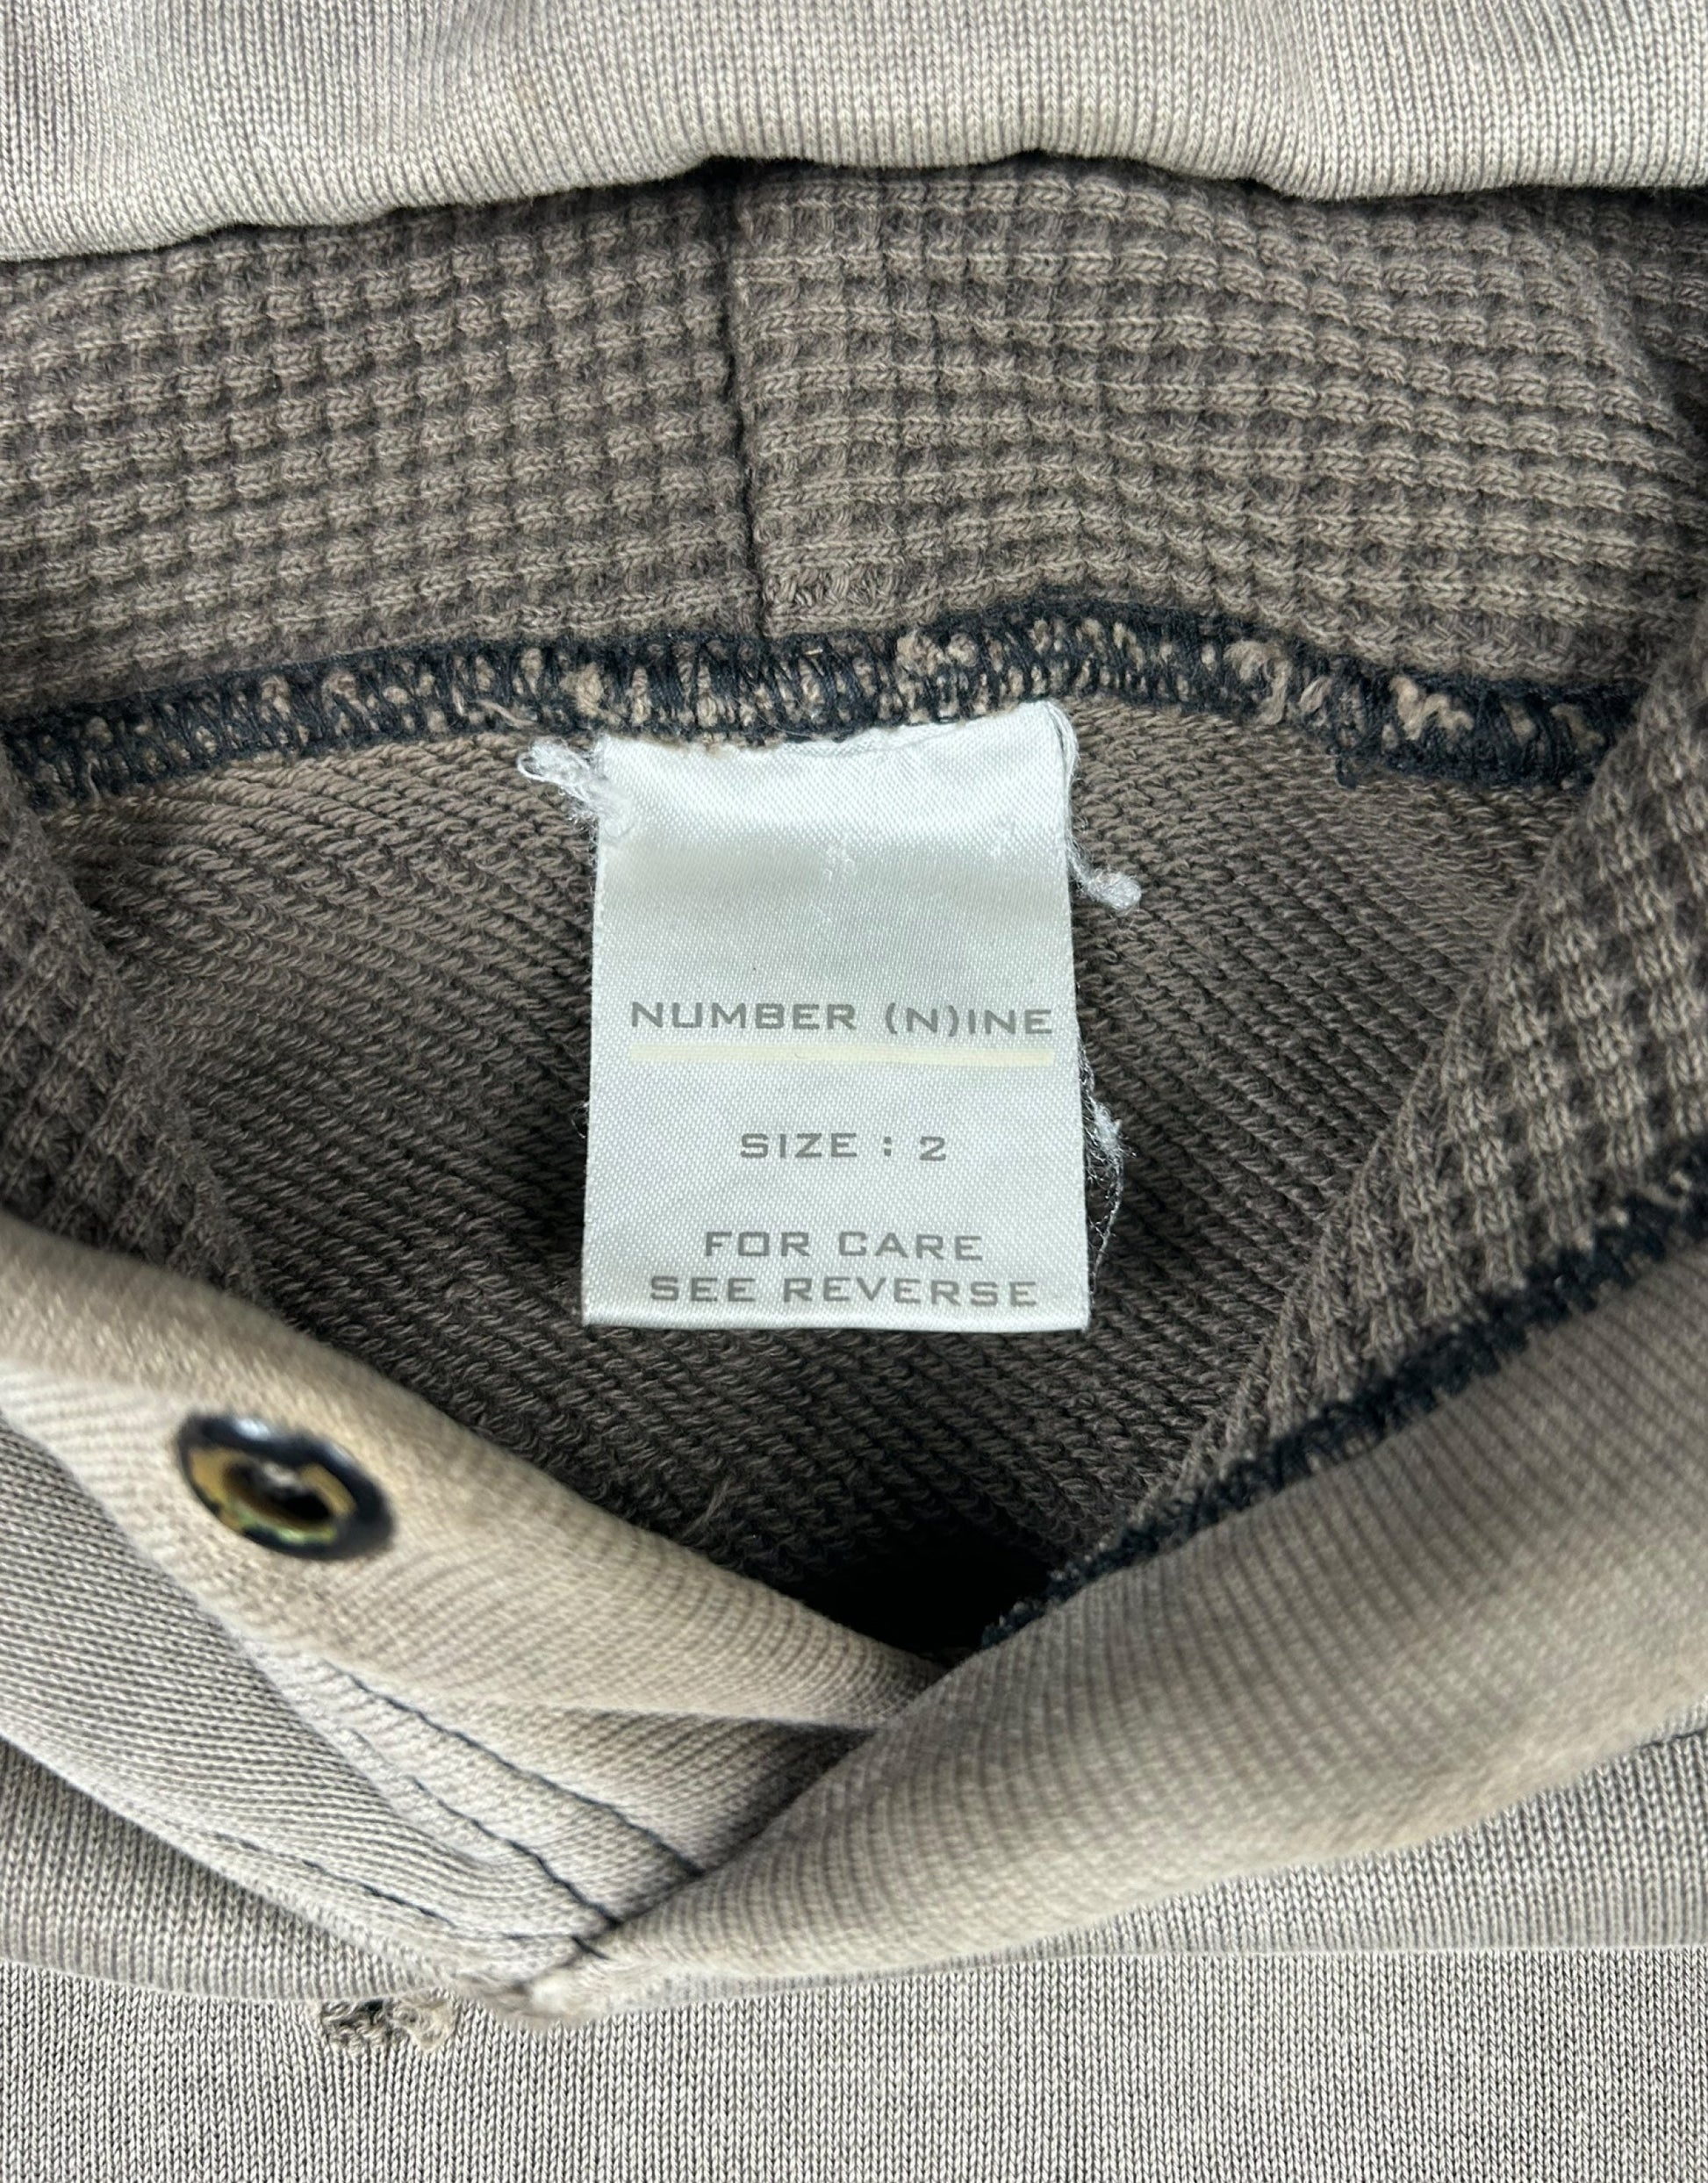 NUMBER (N)INE
SIZE : 2
FOR CARE
SEE REVERSE